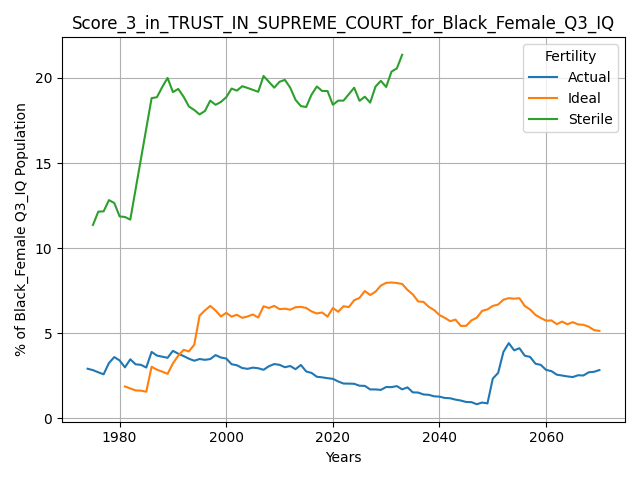 Score_3_in_TRUST_IN_SUPREME_COURT_for_Black_Female_Q3_IQ
Fertility
Actual
Ideal
Sterile
% of Black_Female Q3_IQ Population
20
15
10
5
0
1980 2000 2020 2040 2060
Years